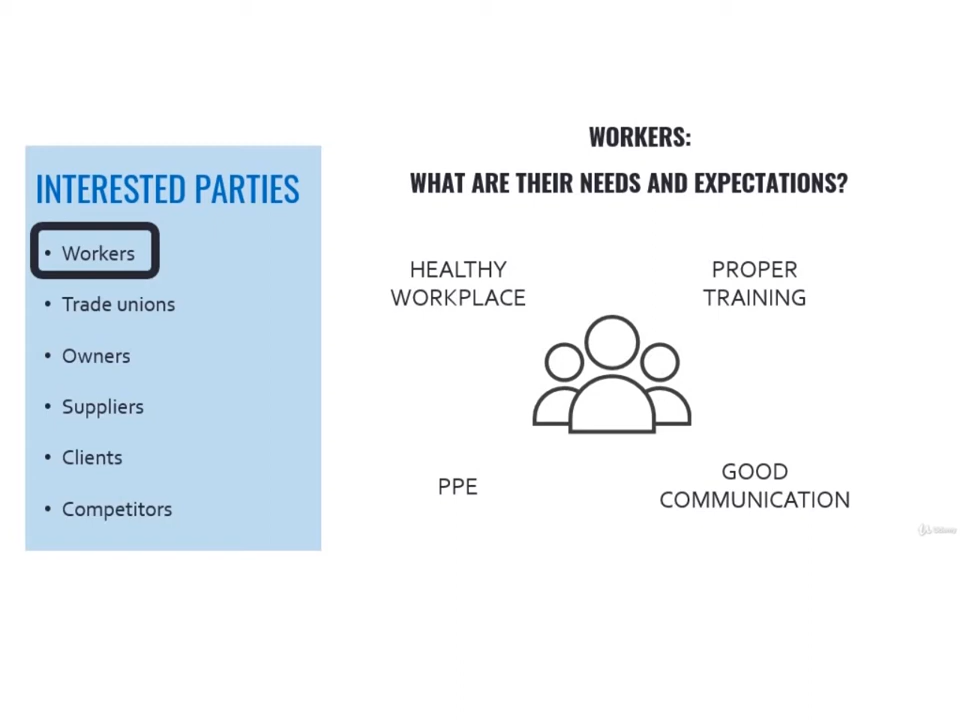 INTERESTED PARTIES
• Workers
• Trade unions
• Owners
• Suppliers
• Clients
• Competitors
WORKERS:
WHAT ARE THEIR NEEDS AND EXPECTATIONS?
HEALTHY
WORKPLACE
PROPER
TRAINING
PPE
GOOD
COMMUNICATION